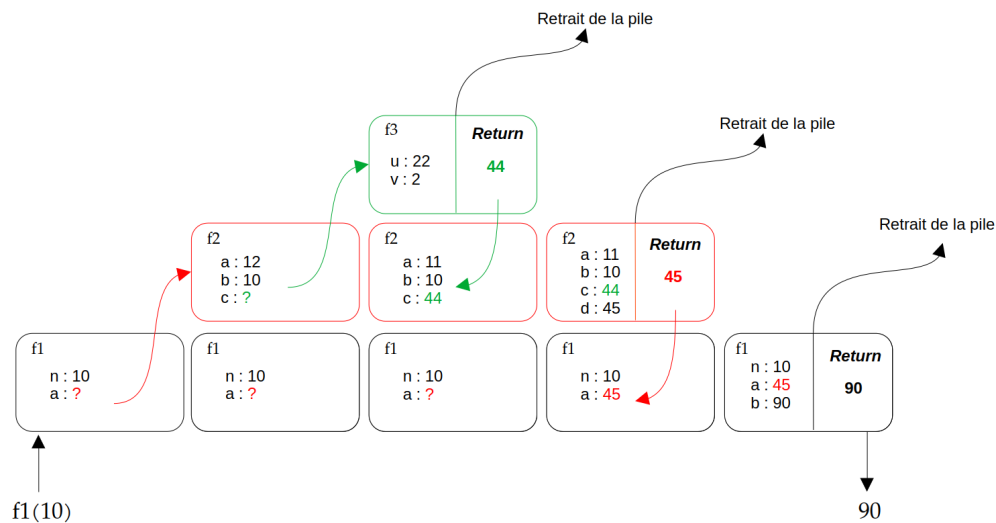 Retrait de la pile
f3
Return
u : 22
v : 2
44
Retrait de la pile
f2
a : 12
b : 10
c : ?
f2
a : 11
b : 10
c : 44
f2
Return
a : 11
b : 10
c : 44
d : 45
45
Retrait de la pile
f1
n : 10
a : ?
f1
n : 10
a : ?
f1
n : 10
a : ?
f1
n : 10
a : 45
f1
Return
n : 10
a : 45
b : 90
90
f1(10)
90